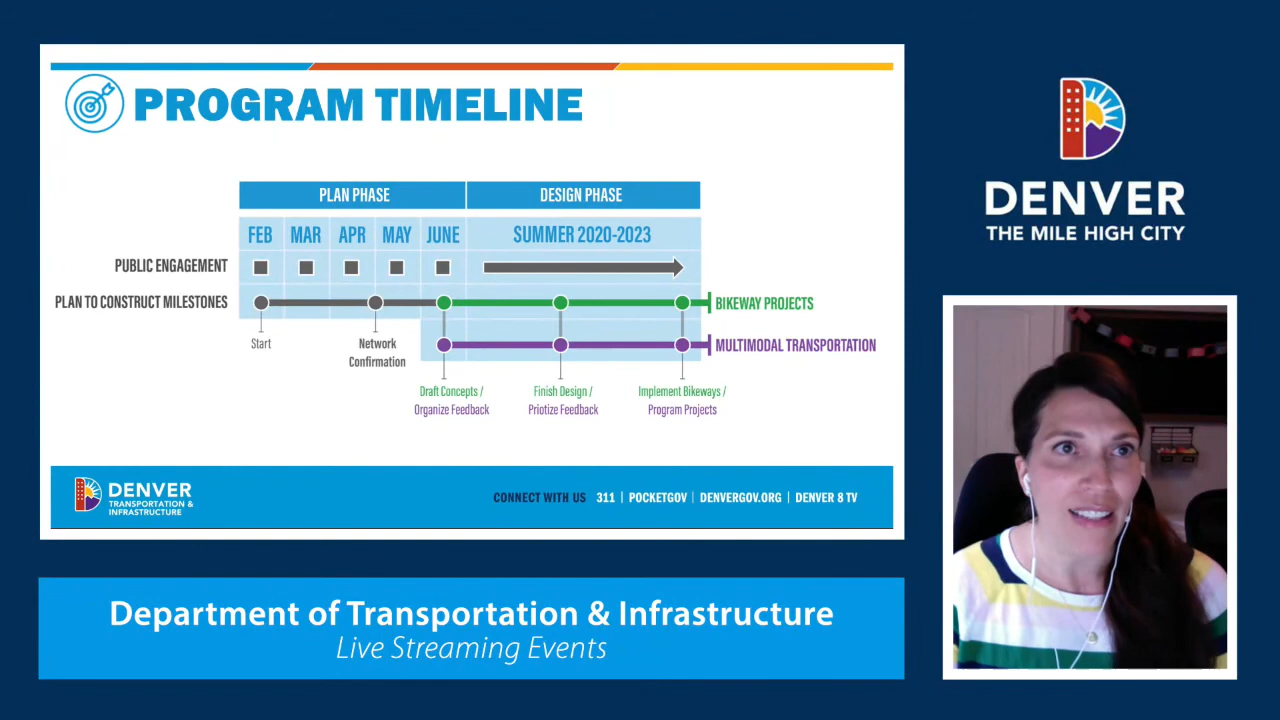 PROGRAM TIMELINE
PLAN PHASE
DESIGN PHASE
FEB
MAR
APR
MAY
JUNE
SUMMER 2020-2023
PUBLIC ENGAGEMENT
PLAN TO CONSTRUCT MILESTONES
BIKEWAY PROJECTS
Start
Network
Confirmation
MULTIMODAL TRANSPORTATION
Draft Concepts /
Organize Feedback
Finish Design /
Priotize Feedback
Implement Bikeways /
Program Projects
DENVER
TRANSPORTATION &
INFRASTRUCTURE
CONNECT WITH US 311 | POCKETGOV | DENVERGOV.ORG | DENVER 8 TV
DENVER
THE MILE HIGH CITY
Department of Transportation & Infrastructure
Live Streaming Events